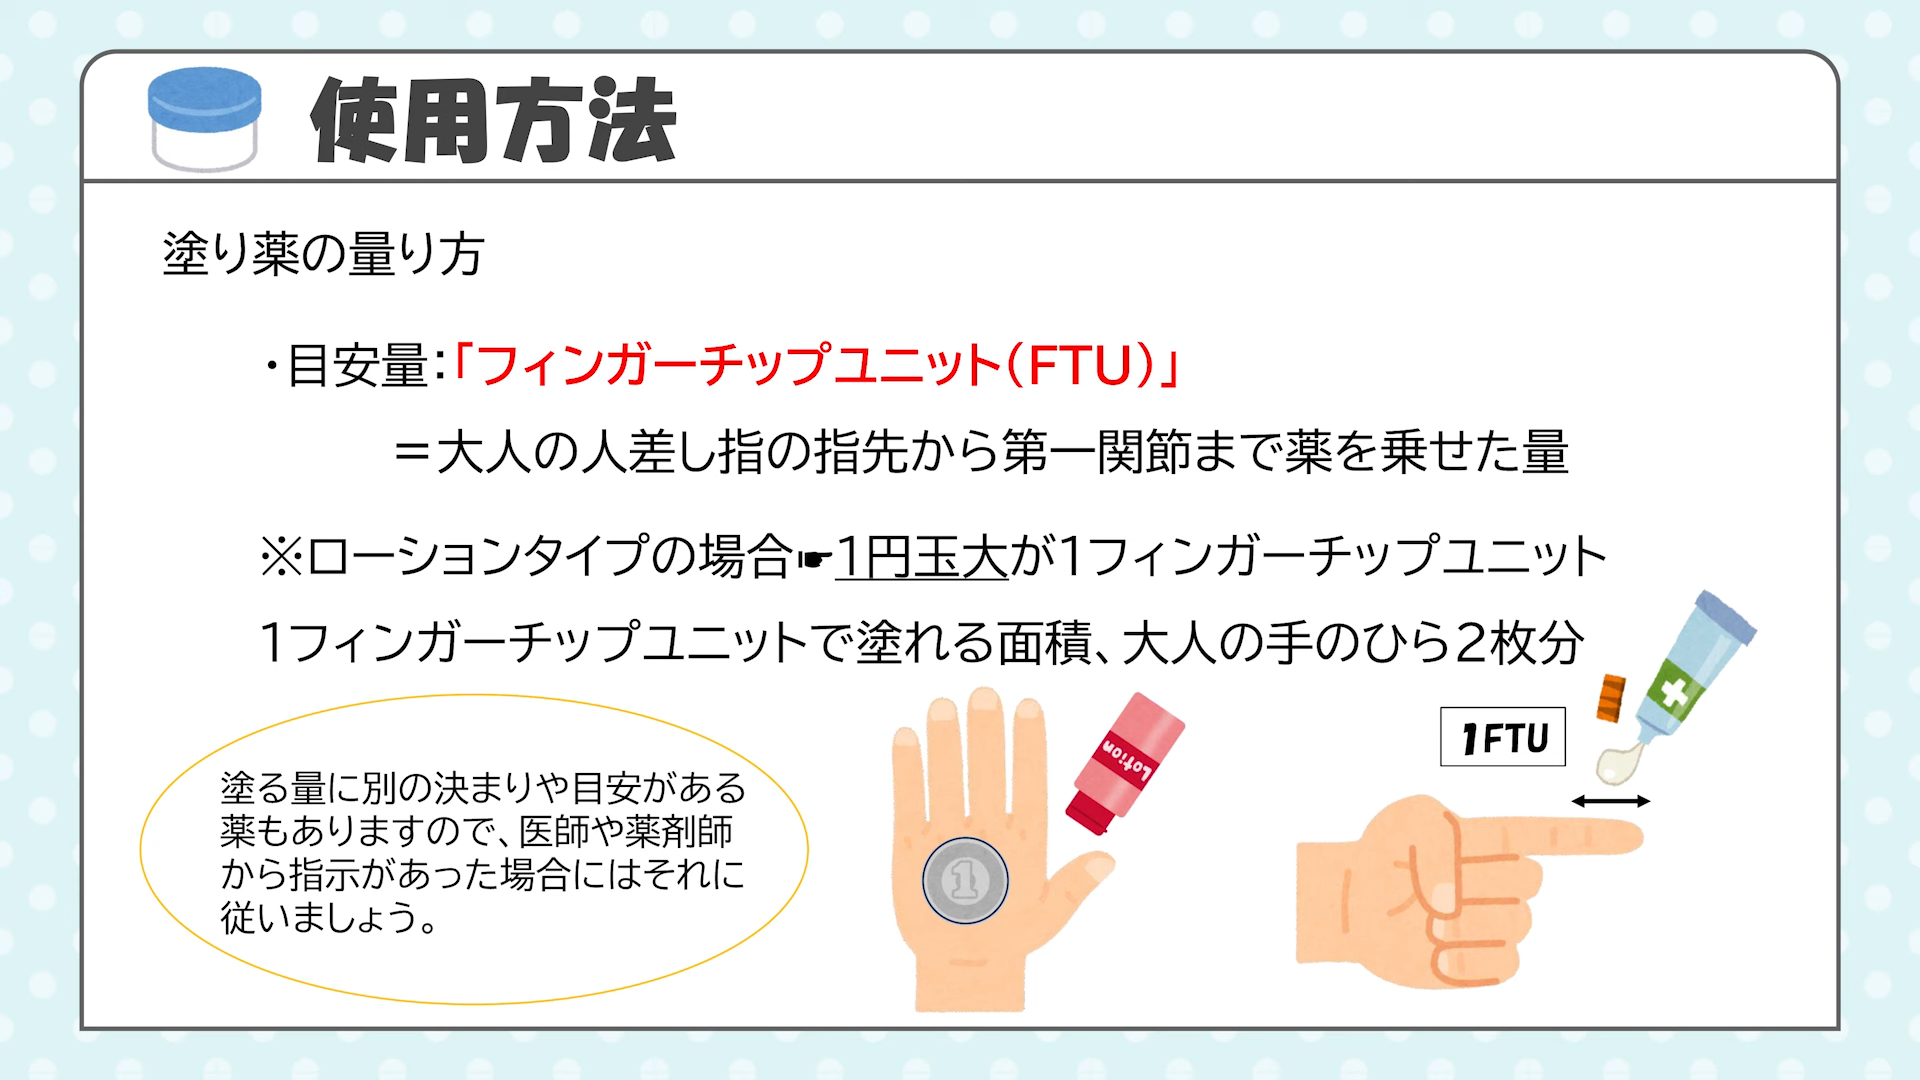 使用方法
塗り薬の量り方
・目安量：「フィンガーチップユニット（FTU）」
＝大人の人差し指の指先から第一関節まで薬を乗せた量
※ローションタイプの場合☛1円玉大が1フィンガーチップユニット
1フィンガーチップユニットで塗れる面積、大人の手のひら2枚分
塗る量に別の決まりや目安がある
薬もありますので、医師や薬剤師
から指示があった場合にはそれに
従いましょう。
1
Lotion
1FTU